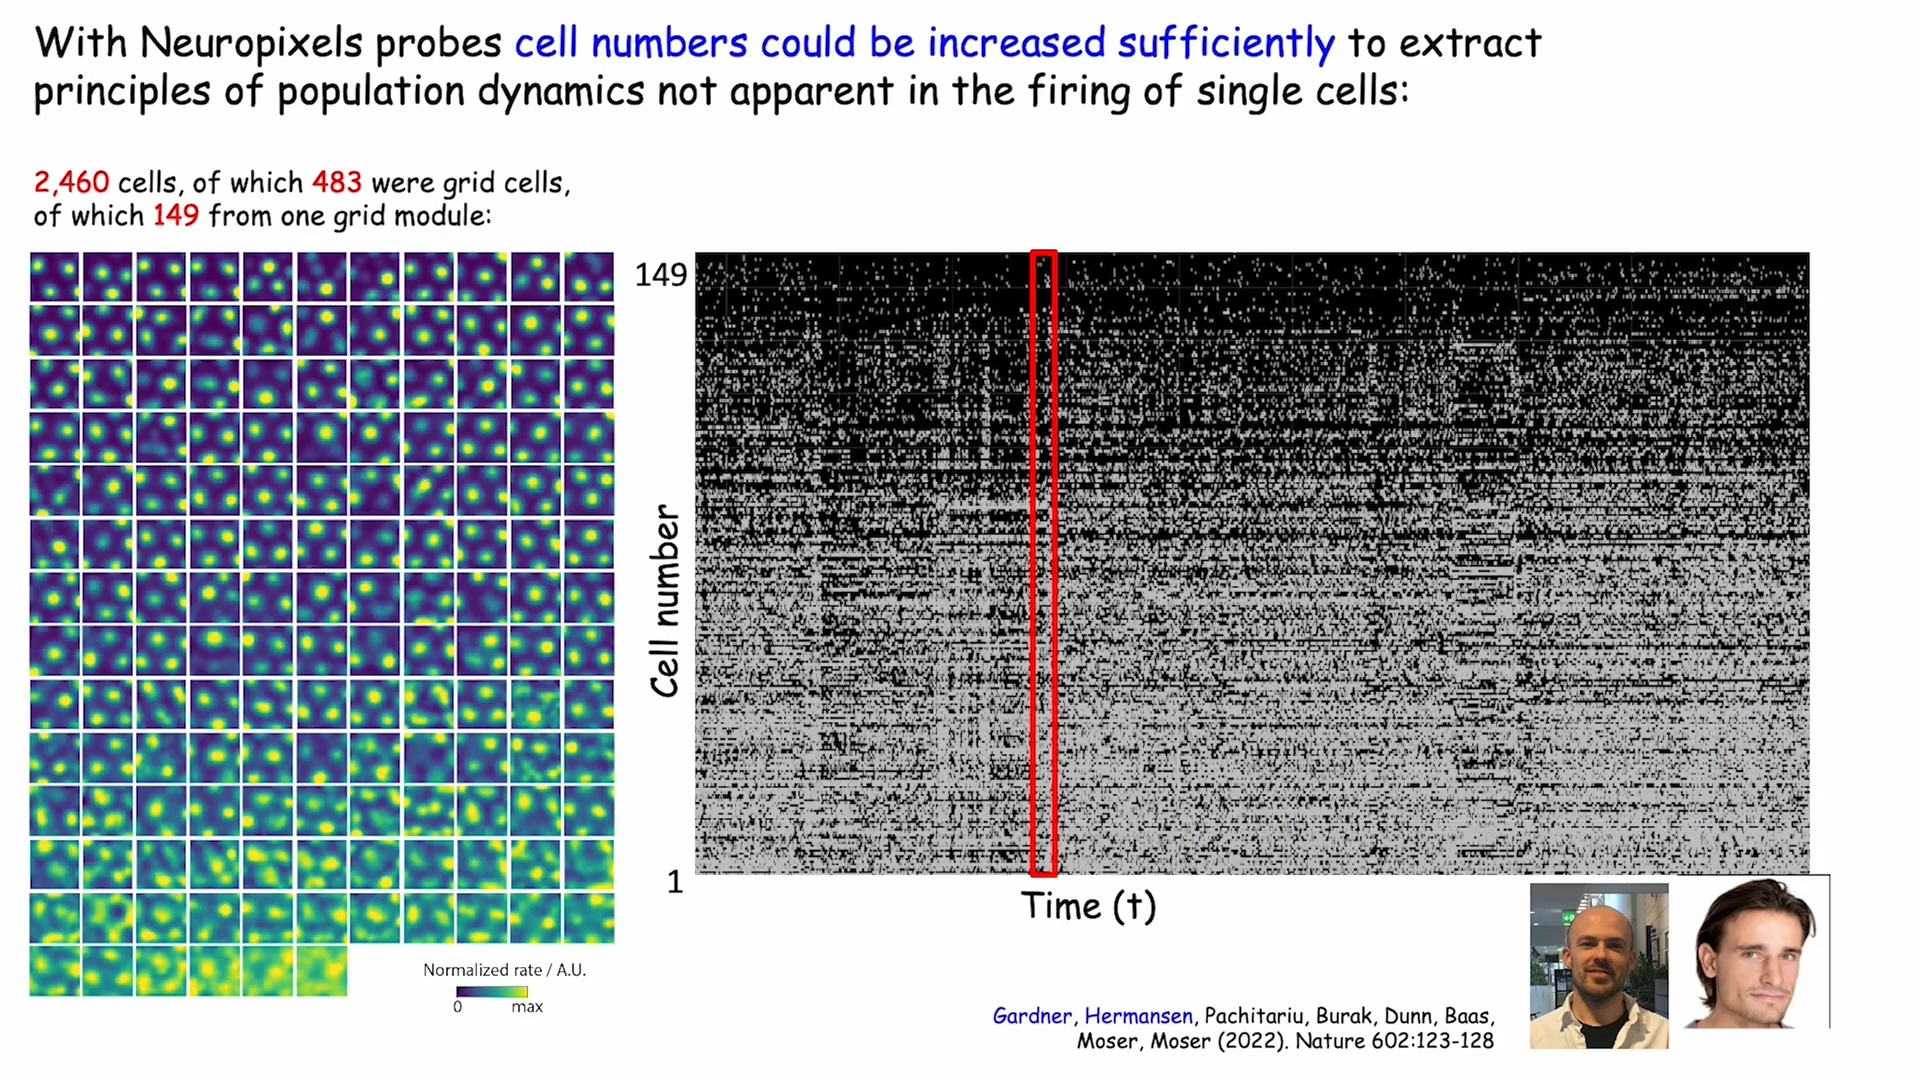 With Neuropixels probes cell numbers could be increased sufficiently to extract
principles of population dynamics not apparent in the firing of single cells:
2,460 cells, of which 483 were grid cells,
of which 149 from one grid module:
149
Cell number
1
Time (t)
Normalized rate / A.U.
0 max
Gardner, Hermansen, Pachitariu, Burak, Dunn, Baas,
Moser, Moser (2022). Nature 602:123-128